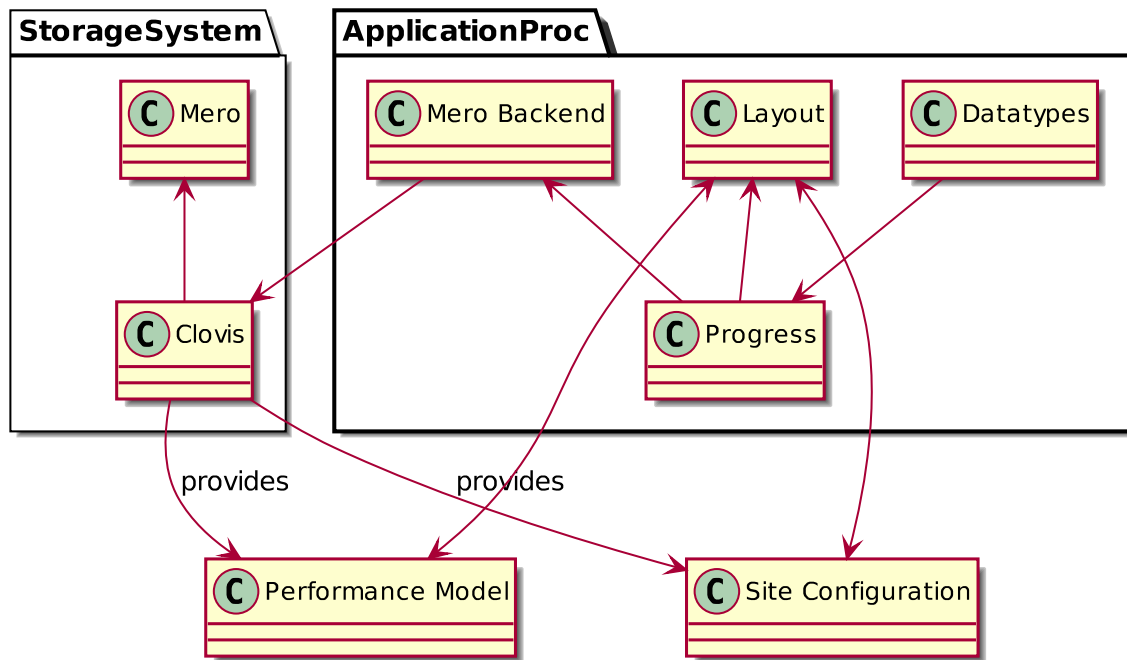 StorageSystem
ApplicationProc
C Mero
C Mero Backend
C Layout
C Datatypes
C Clovis
C Progress
provides
provides
C Performance Model
C Site Configuration